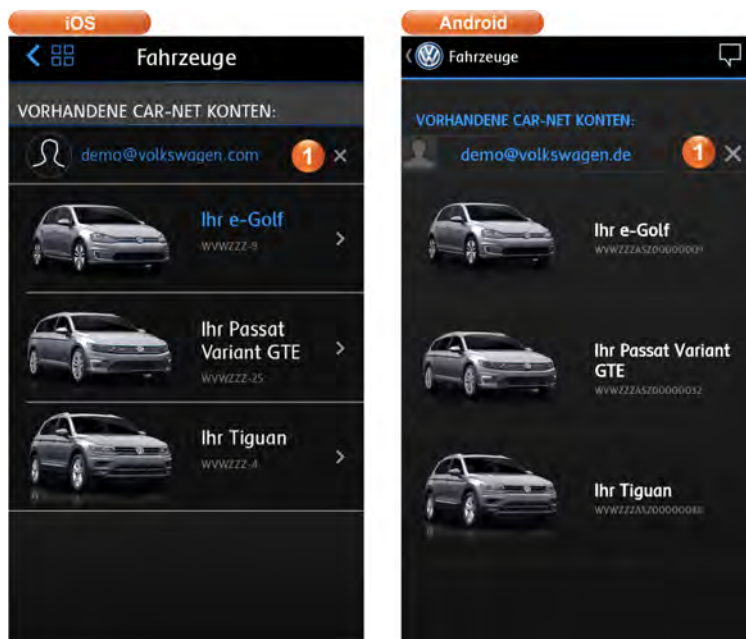 iOS
Fahrzeuge
VORHANDENE CAR-NET KONTEN:
demo@volkswagen.com
1
Ihr e-Golf
WVWZZZ-9
Ihr Passat
Variant GTE
WVWZZZ-25
Ihr Tiguan
WVWZZZ-4
Android
Fahrzeuge
VORHANDENE CAR-NET KONTEN:
demo@volkswagen.de
1
Ihr e-Golf
Ihr Passat Variant
GTE
Ihr Tiguan